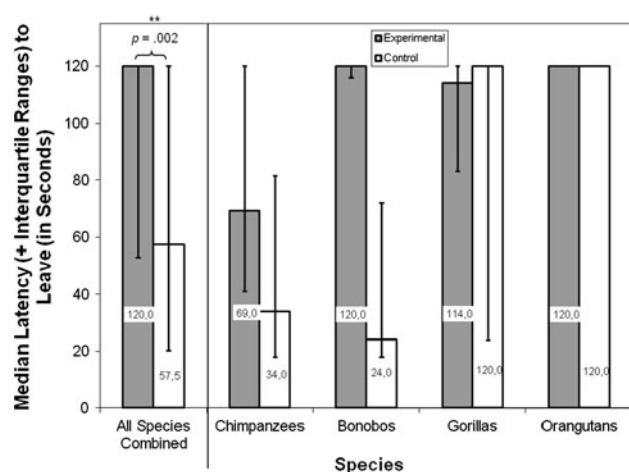 **
p = .002
Experimental
Control
Median Latency (+ Interquartile Ranges) to
Leave (in Seconds)
120
100
80
60
40
20
0
120,0
57,5
69,0
34,0
120,0
24,0
114,0
120,0
120,0
120,0
All Species
Combined
Chimpanzees
Bonobos
Gorillas
Orangutans
Species